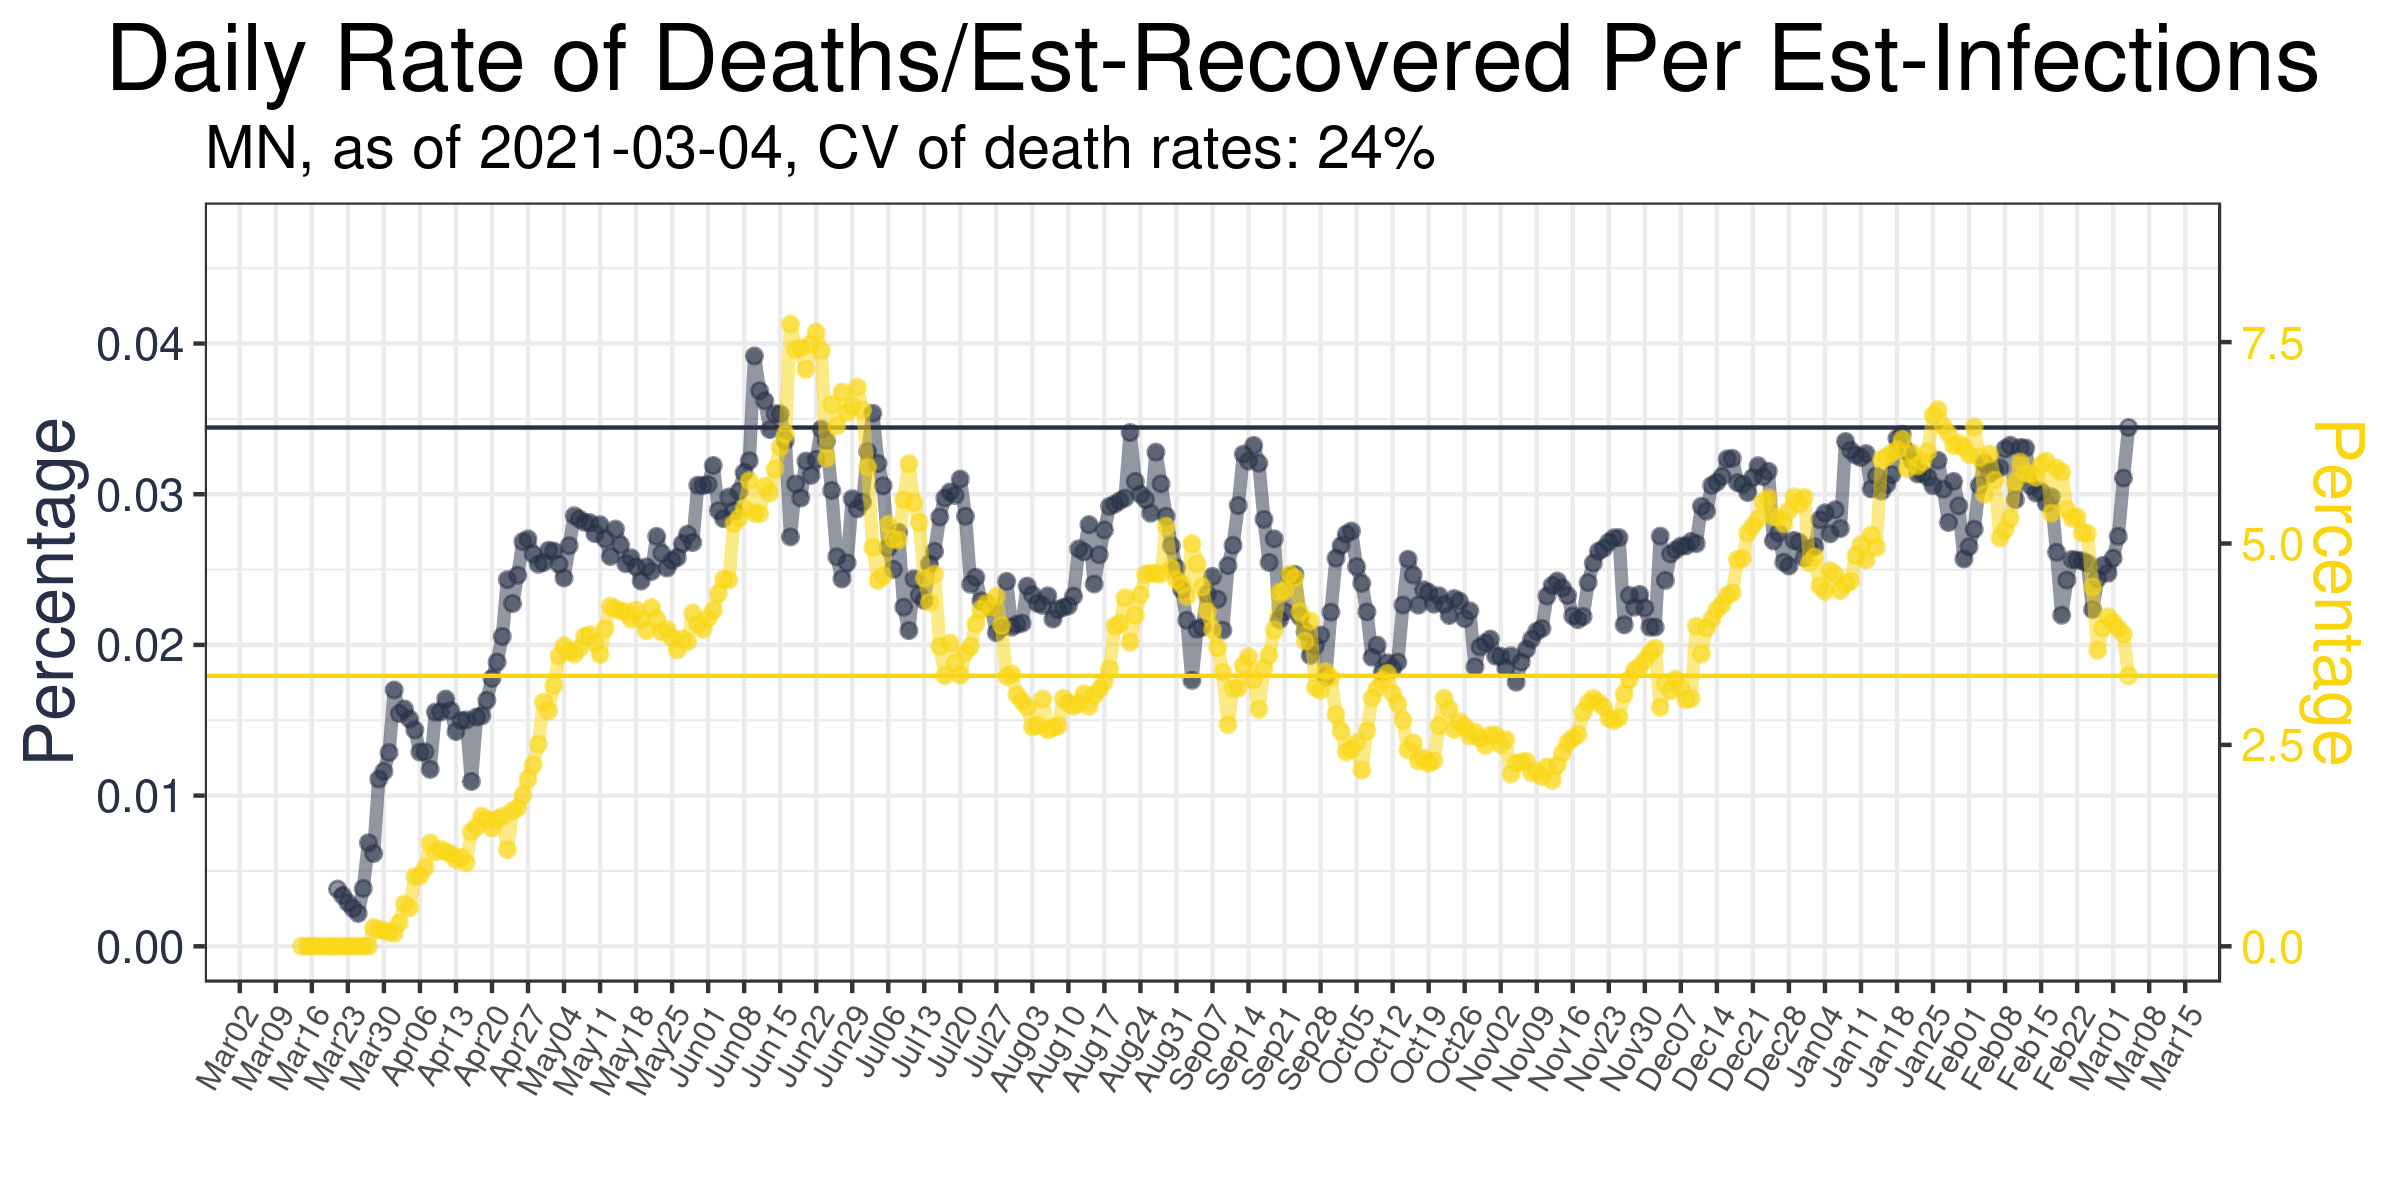 Daily Rate of Deaths/Est-Recovered Per Est-Infections
MN, as of 2021-03-04, CV of death rates: 24%
Percentage
0.04
0.03
0.02
0.01
0.00
7.5
5.0
2.5
0.0
Percentage
Mar02
Mar09
Mar16
Mar23
Mar30
Apr06
Apr13
Apr20
Apr27
May04
May11
May18
May25
Jun01
Jun08
Jun15
Jun22
Jun29
Jul06
Jul13
Jul20
Jul27
Aug03
Aug10
Aug17
Aug24
Aug31
Sep07
Sep14
Sep21
Sep28
Oct05
Oct12
Oct19
Oct26
Nov02
Nov09
Nov16
Nov23
Nov30
Dec07
Dec14
Dec21
Dec28
Jan04
Jan11
Jan18
Jan25
Feb01
Feb08
Feb15
Feb22
Mar01
Mar08
Mar15